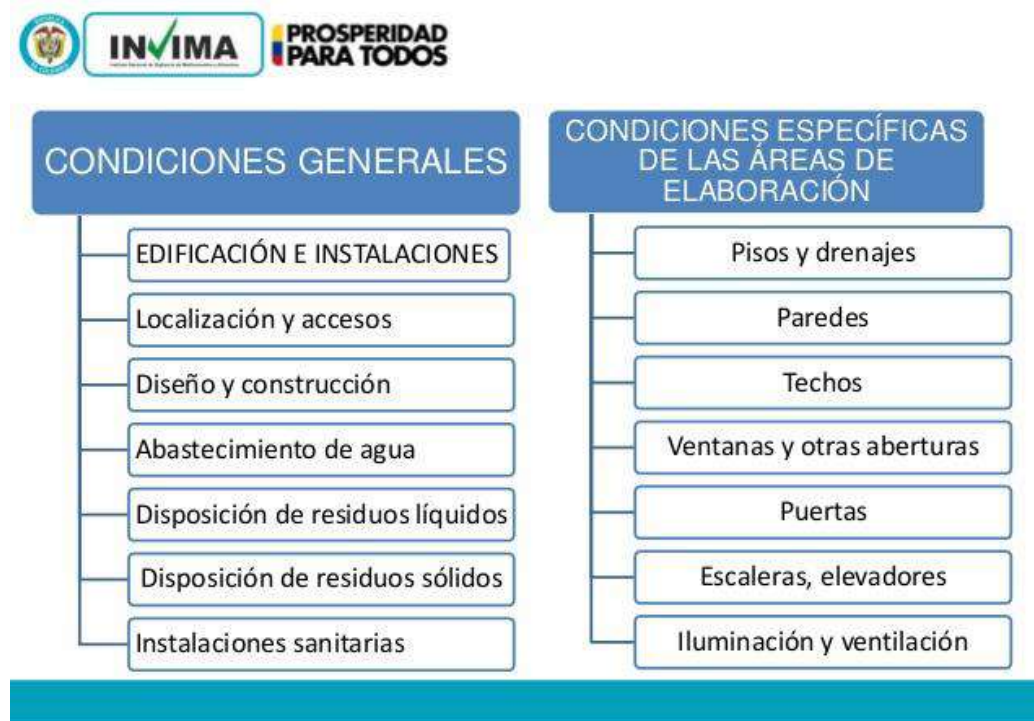 INVIMA
PROSPERIDAD
PARA TODOS
CONDICIONES GENERALES
EDIFICACIÓN E INSTALACIONES
Localización y accesos
Diseño y construcción
Abastecimiento de agua
Disposición de residuos líquidos
Disposición de residuos sólidos
Instalaciones sanitarias
CONDICIONES ESPECÍFICAS
DE LAS ÁREAS DE
ELABORACIÓN
Pisos y drenajes
Paredes
Techos
Ventanas y otras aberturas
Puertas
Escaleras, elevadores
Iluminación y ventilación